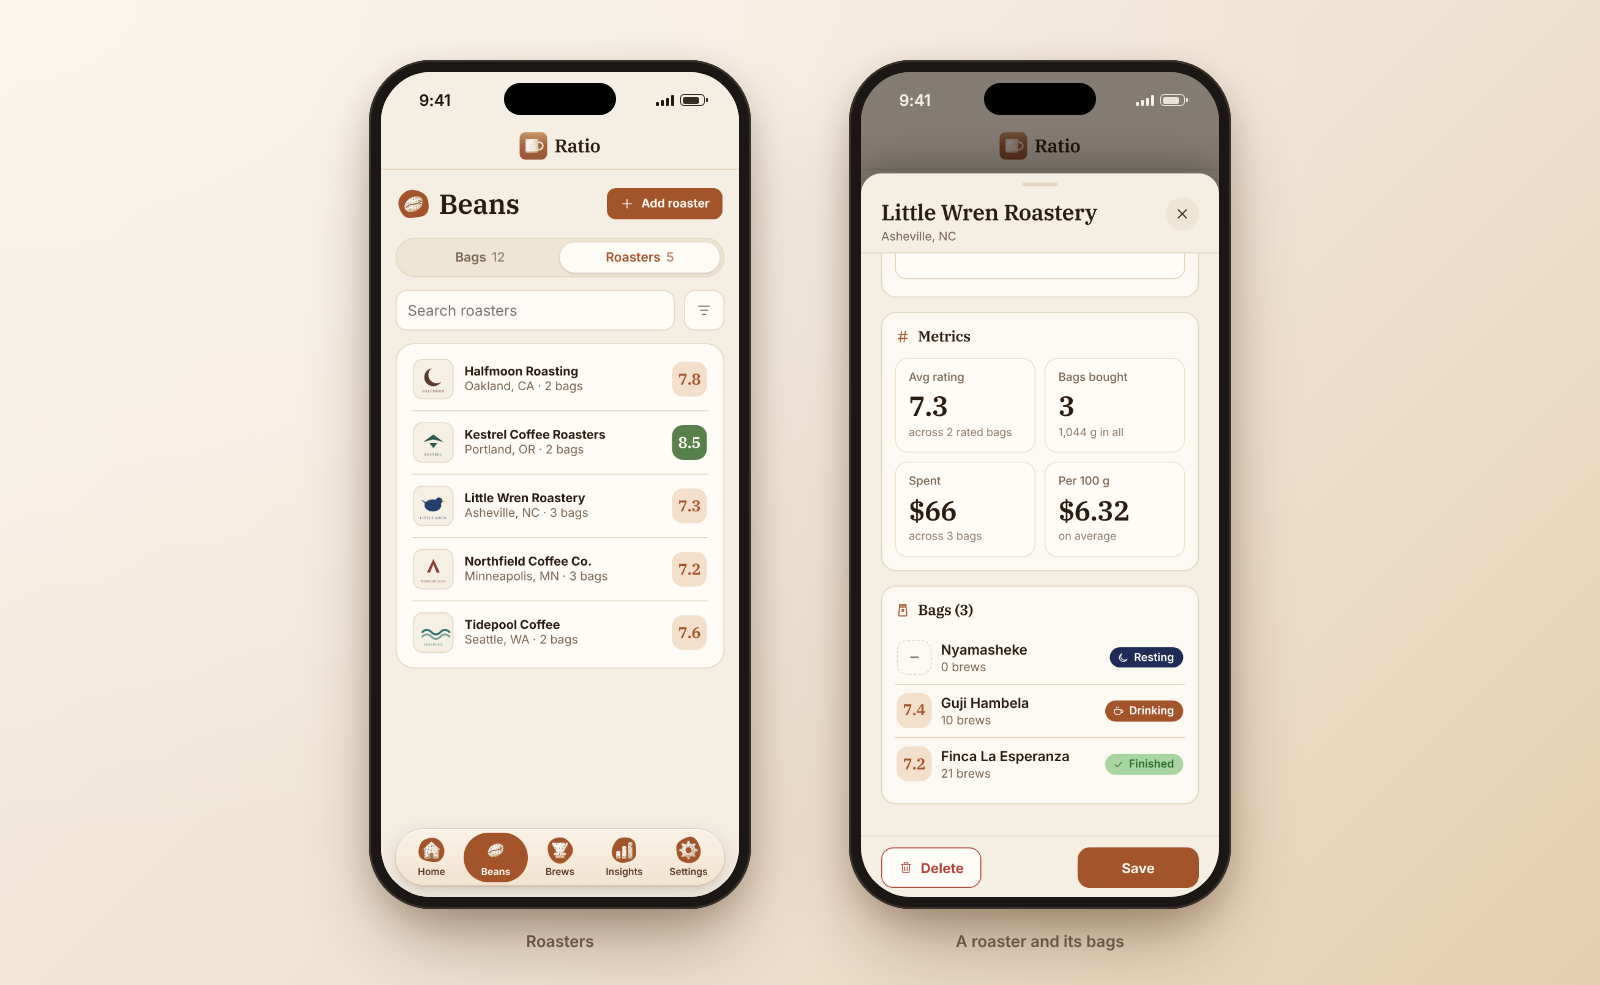 9:41
Ratio
Beans
Add roaster
Bags 12
Roasters 5
Search roasters
Halfmoon Roasting
Oakland, CA · 2 bags
7.8
Kestrel Coffee Roasters
Portland, OR · 2 bags
8.5
Little Wren Roastery
Asheville, NC · 3 bags
7.3
Northfield Coffee Co.
Minneapolis, MN · 3 bags
7.2
Tidepool Coffee
Seattle, WA · 2 bags
7.6
Home
Beans
Brews
Insights
Settings
Roasters
9:41
Ratio
Little Wren Roastery
Asheville, NC
# Metrics
Avg rating
7.3
across 2 rated bags
Bags bought
3
1,044 g in all
Spent
$66
across 3 bags
Per 100 g
$6.32
on average
Bags (3)
–
Nyamasheke
0 brews
Resting
7.4
Guji Hambela
10 brews
Drinking
7.2
Finca La Esperanza
21 brews
Finished
Delete
Save
A roaster and its bags